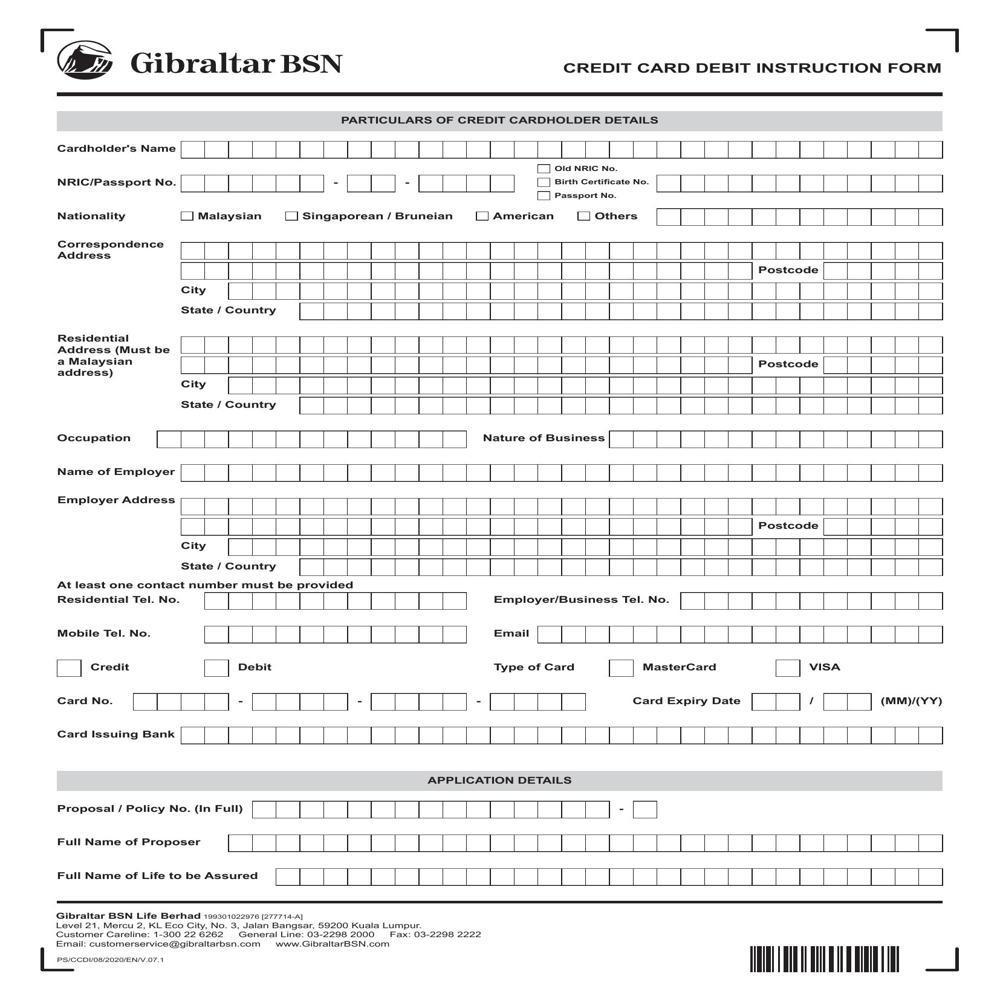 Gibraltar BSN
CREDIT CARD DEBIT INSTRUCTION FORM
PARTICULARS OF CREDIT CARDHOLDER DETAILS
Cardholder's Name
Old NRIC No.
NRIC/Passport No. - - Birth Certificate No.
Passport No.
Nationality Malaysian Singaporean / Bruneian American Others
Correspondence
Address
Postcode
City
State / Country
Residential
Address (Must be
a Malaysian
address)
Postcode
City
State / Country
Occupation Nature of Business
Name of Employer
Employer Address
Postcode
City
State / Country
At least one contact number must be provided
Residential Tel. No. Employer/Business Tel. No.
Mobile Tel. No. Email
Credit Debit Type of Card MasterCard VISA
Card No. - - - Card Expiry Date / (MM)/(YY)
Card Issuing Bank
APPLICATION DETAILS
Proposal / Policy No. (In Full) -
Full Name of Proposer
Full Name of Life to be Assured
Gibraltar BSN Life Berhad 199301022976 [277714-A]
Level 21, Mercu 2, KL Eco City, No. 3, Jalan Bangsar, 59200 Kuala Lumpur.
Customer Careline: 1-300 22 6262 General Line: 03-2298 2000 Fax: 03-2298 2222
Email: customerservice@gibraltarbsn.com www.GibraltarBSN.com
PS/CCDI/08/2020/EN/V.07.1